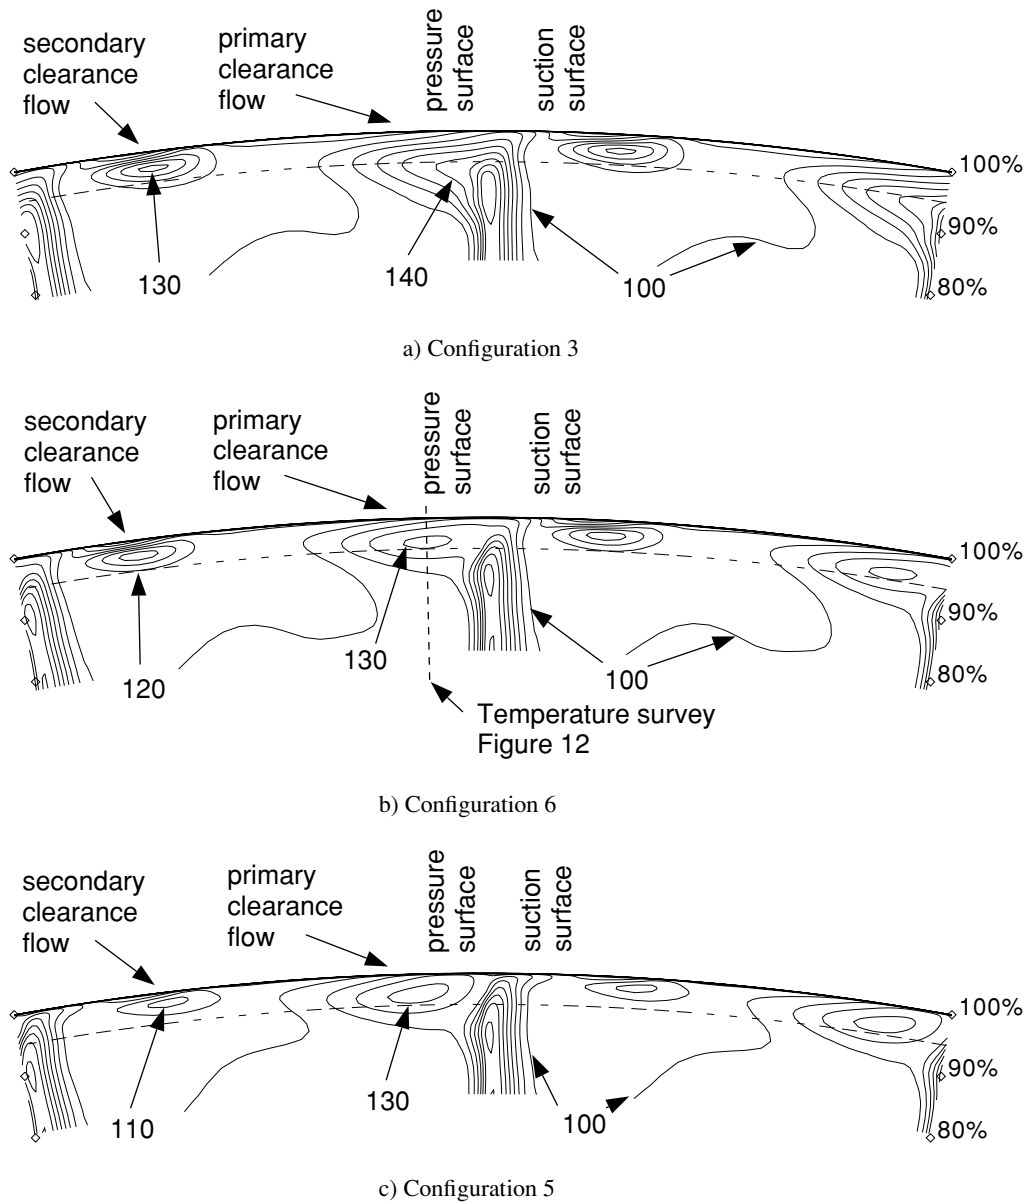 secondary
clearance
flow
primary
clearance
flow
pressure
surface
suction
surface
100%
90%
80%
130
140
100
a) Configuration 3
secondary
clearance
flow
primary
clearance
flow
pressure
surface
suction
surface
100%
90%
80%
120
130
100
Temperature survey
Figure 12
b) Configuration 6
secondary
clearance
flow
primary
clearance
flow
pressure
surface
suction
surface
100%
90%
80%
110
130
100
c) Configuration 5